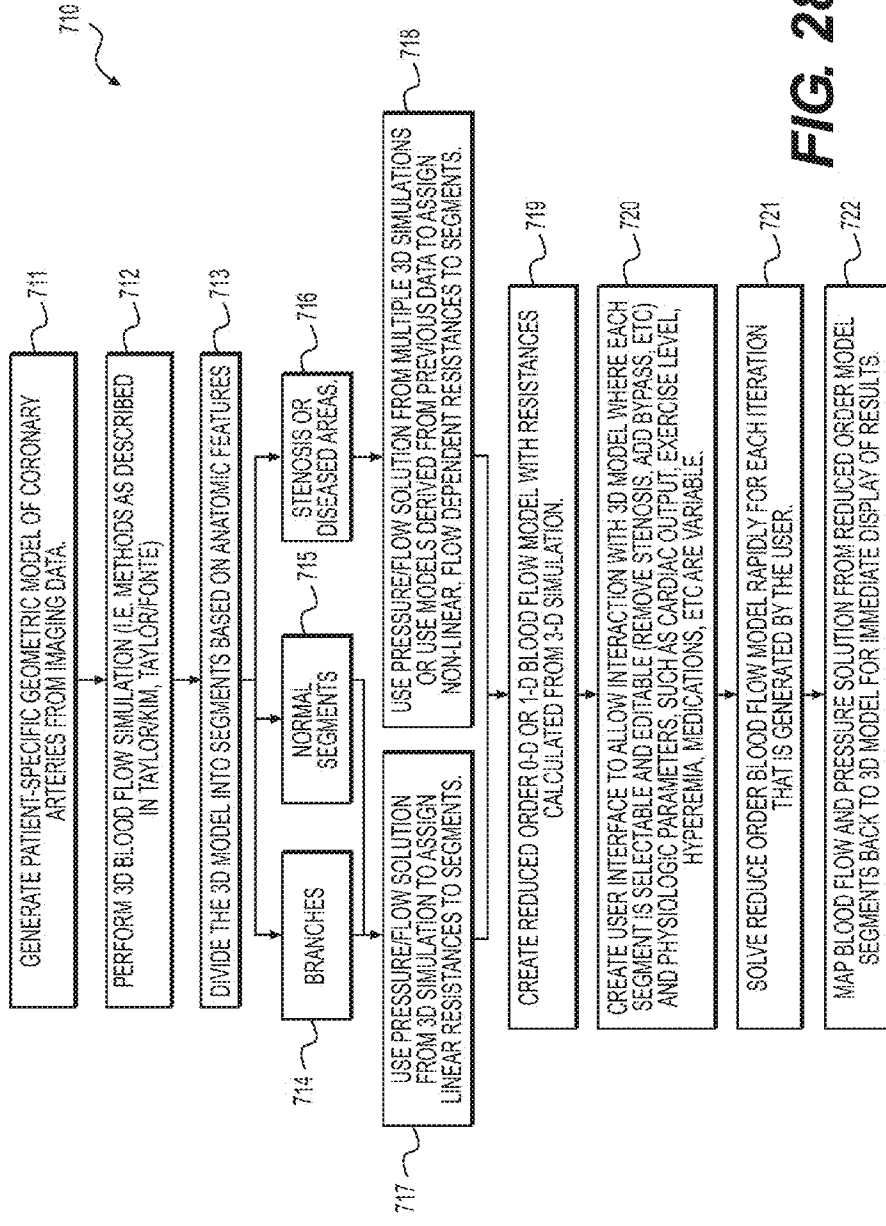 710
GENERATE PATIENT-SPECIFIC GEOMETRIC MODEL OF CORONARY
ARTERIES FROM IMAGING DATA.
711
PERFORM 3D BLOOD FLOW SIMULATION (I.E. METHODS AS DESCRIBED
IN TAYLOR/KIM, TAYLOR/FONTE)
712
DIVIDE THE 3D MODEL INTO SEGMENTS BASED ON ANATOMIC FEATURES
713
BRANCHES
714
NORMAL
SEGMENTS
715
STENOSIS OR
DISEASED AREAS.
716
USE PRESSURE/FLOW SOLUTION
FROM 3D SIMULATION TO ASSIGN
LINEAR RESISTANCES TO SEGMENTS.
717
USE PRESSURE/FLOW SOLUTION FROM MULTIPLE 3D SIMULATIONS
OR USE MODELS DERIVED FROM PREVIOUS DATA TO ASSIGN
NON-LINEAR, FLOW DEPENDENT RESISTANCES TO SEGMENTS.
718
CREATE REDUCED ORDER 0-D OR 1-D BLOOD FLOW MODEL WITH RESISTANCES
CALCULATED FROM 3-D SIMULATION.
719
CREATE USER INTERFACE TO ALLOW INTERACTION WITH 3D MODEL WHERE EACH
SEGMENT IS SELECTABLE AND EDITABLE (REMOVE STENOSIS, ADD BYPASS, ETC)
AND PHYSIOLOGIC PARAMETERS, SUCH AS CARDIAC OUTPUT, EXERCISE LEVEL,
HYPEREMIA, MEDICATIONS, ETC ARE VARIABLE.
720
SOLVE REDUCE ORDER BLOOD FLOW MODEL RAPIDLY FOR EACH ITERATION
THAT IS GENERATED BY THE USER.
721
MAP BLOOD FLOW AND PRESSURE SOLUTION FROM REDUCED ORDER MODEL
SEGMENTS BACK TO 3D MODEL FOR IMMEDIATE DISPLAY OF RESULTS.
722
FIG. 28